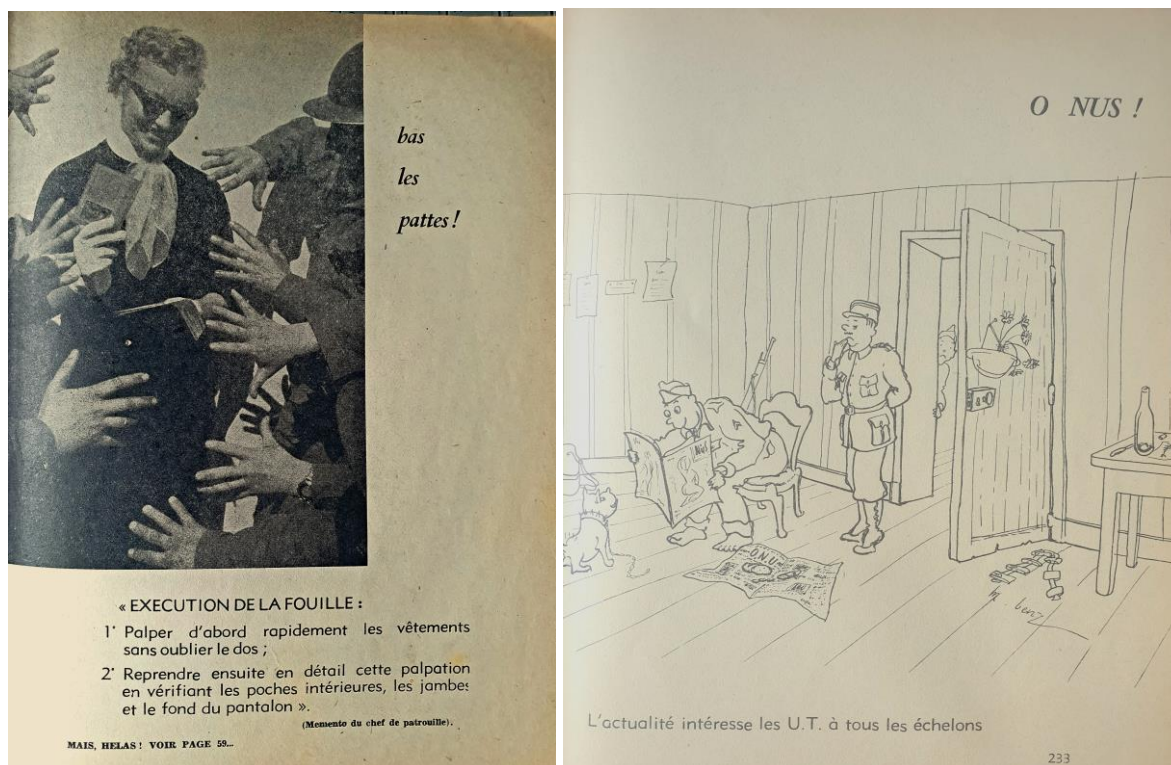 bas
les
pattes!
« EXECUTION DE LA FOUILLE :
1° Palper d'abord rapidement les vêtements
sans oublier le dos ;
2° Reprendre ensuite en détail cette palpation
en vérifiant les poches intérieures, les jambes
et le fond du pantalon ».
(Memento du chef de patrouille).
MAIS, HELAS ! VOIR PAGE 59...
O NUS !
O.N.U
benz
L'actualité intéresse les U.T. à tous les échelons
233